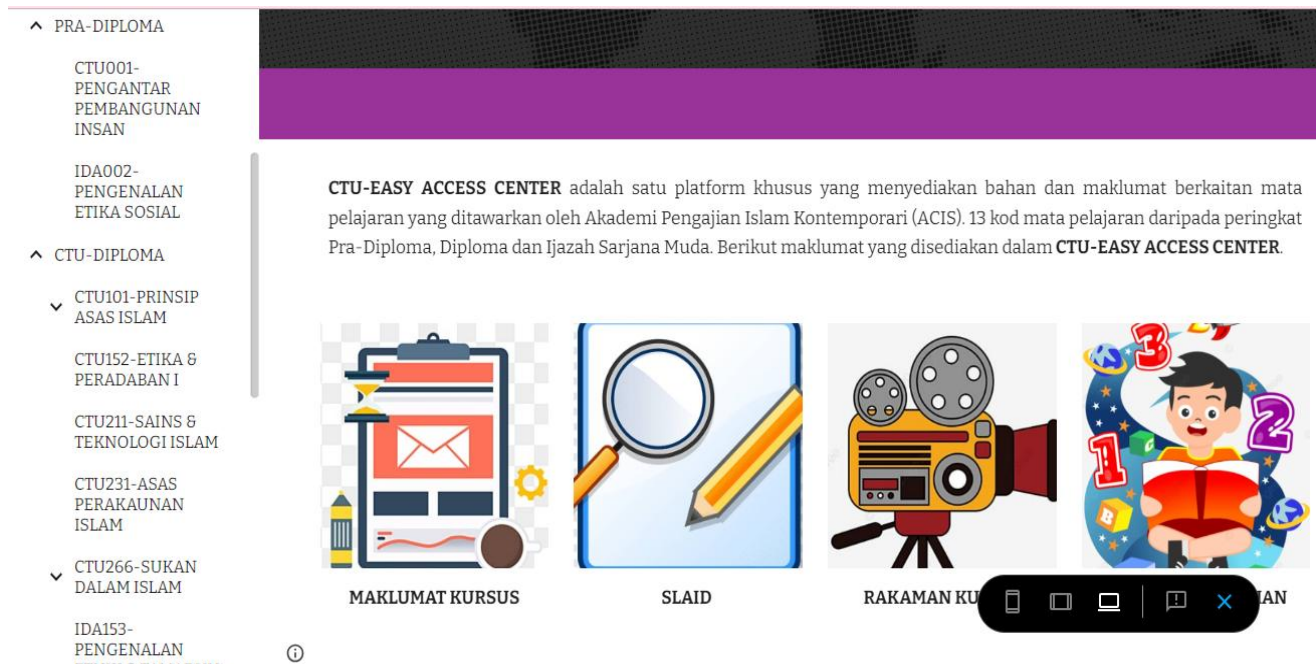 PRA-DIPLOMA
CTU001-
PENGANTAR
PEMBANGUNAN
INSAN
IDA002-
PENGENALAN
ETIKA SOSIAL
CTU-DIPLOMA
CTU101-PRINSIP
ASAS ISLAM
CTU152-ETIKA &
PERADABAN I
CTU211-SAINS &
TEKNOLOGI ISLAM
CTU231-ASAS
PERAKAUNAN
ISLAM
CTU266-SUKAN
DALAM ISLAM
IDA153-
PENGENALAN
CTU-EASY ACCESS CENTER adalah satu platform khusus yang menyediakan bahan dan maklumat berkaitan mata
pelajaran yang ditawarkan oleh Akademi Pengajian Islam Kontemporari (ACIS). 13 kod mata pelajaran daripada peringkat
Pra-Diploma, Diploma dan Ijazah Sarjana Muda. Berikut maklumat yang disediakan dalam CTU-EASY ACCESS CENTER.
3
2
1
B
MAKLUMAT KURSUS
SLAID
RAKAMAN KU